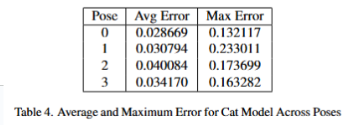 Pose Avg Error Max Error
0 0.028669 0.132117
1 0.030794 0.233011
2 0.040084 0.173699
3 0.034170 0.163282
Table 4. Average and Maximum Error for Cat Model Across Poses